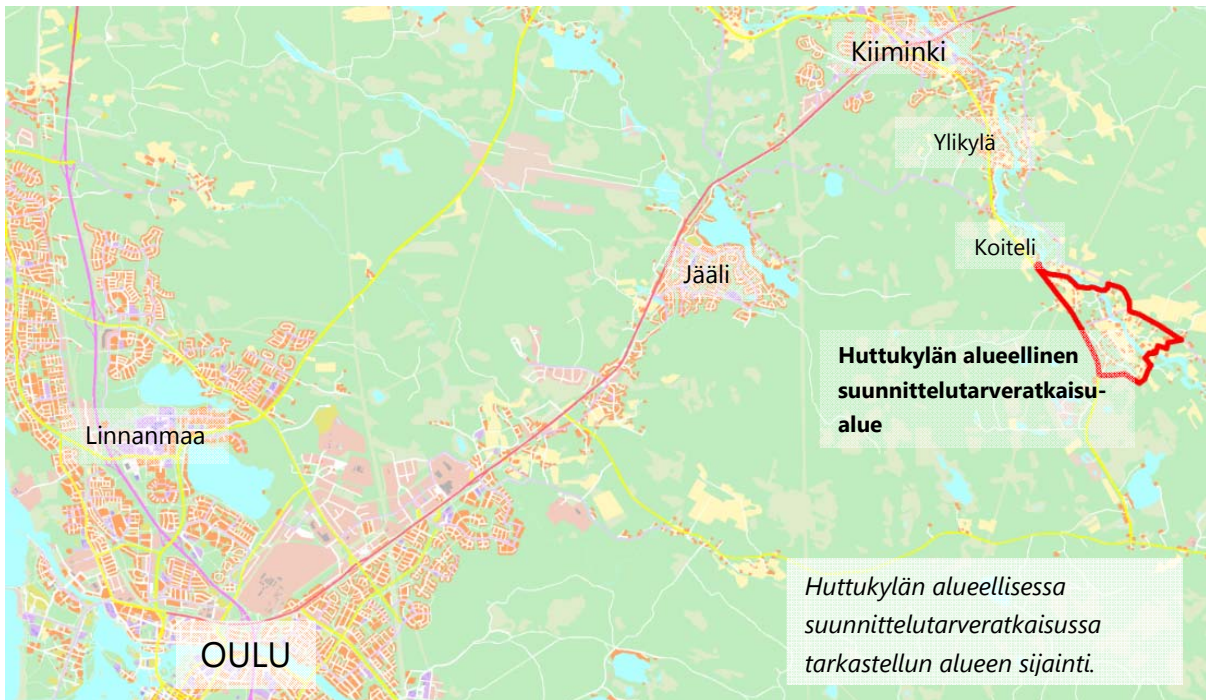 Kiiminki
Ylikylä
Koiteli
Jääli
Huttukylän alueellinen
suunnittelutarveratkaisu-
alue
Linnanmaa
Huttukylän alueellisessa
suunnittelutarveratkaisussa
tarkastellun alueen sijainti.
OULU